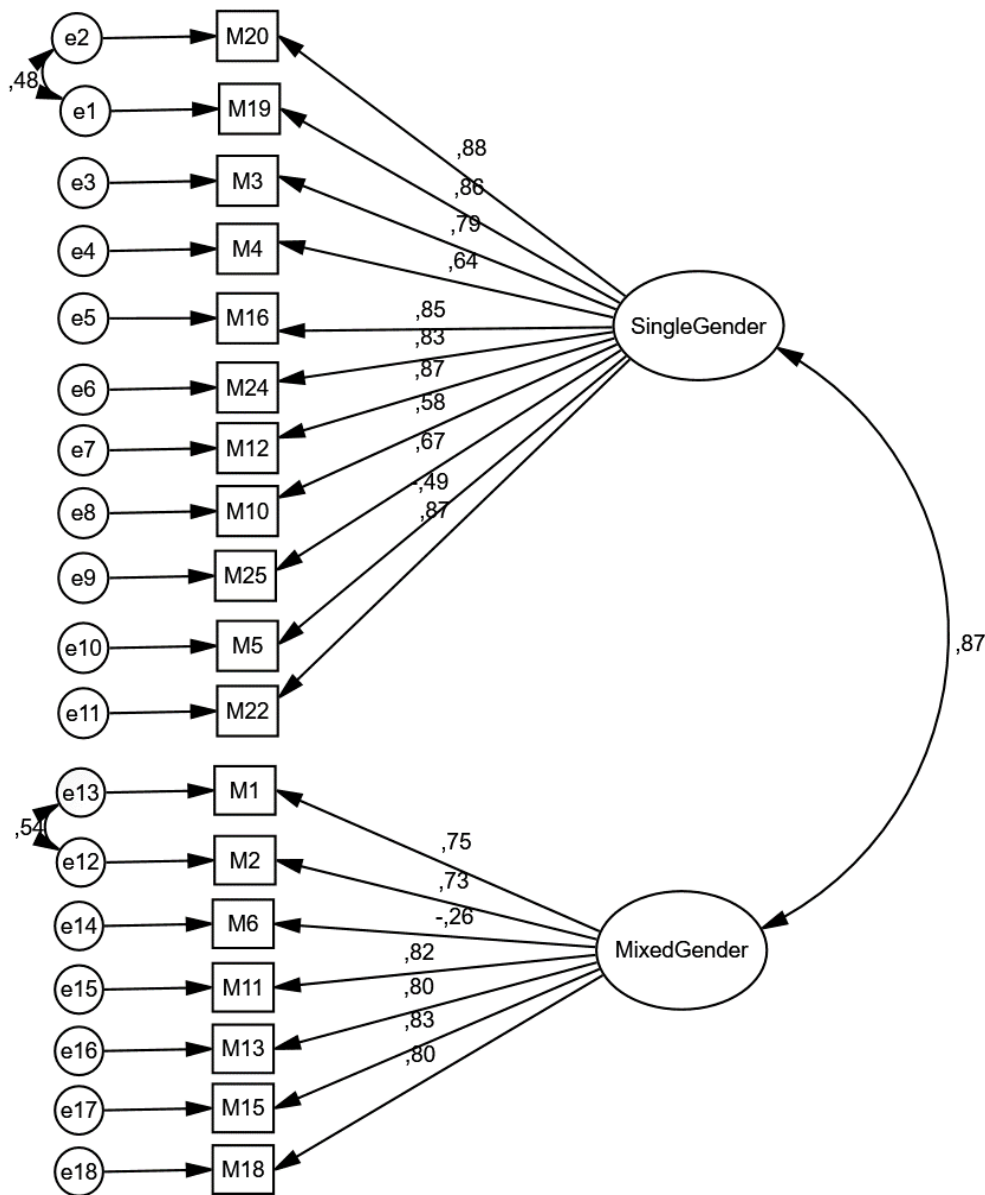 e2
M20
,48
e1
M19
e3
M3
e4
M4
e5
M16
e6
M24
e7
M12
e8
M10
e9
M25
e10
M5
e11
M22
,88
,86
,79
,64
,85
,83
,87
,58
,67
-,49
,87
SingleGender
,87
e13
M1
,54
e12
M2
e14
M6
e15
M11
e16
M13
e17
M15
e18
M18
,75
,73
-,26
,82
,80
,83
,80
MixedGender